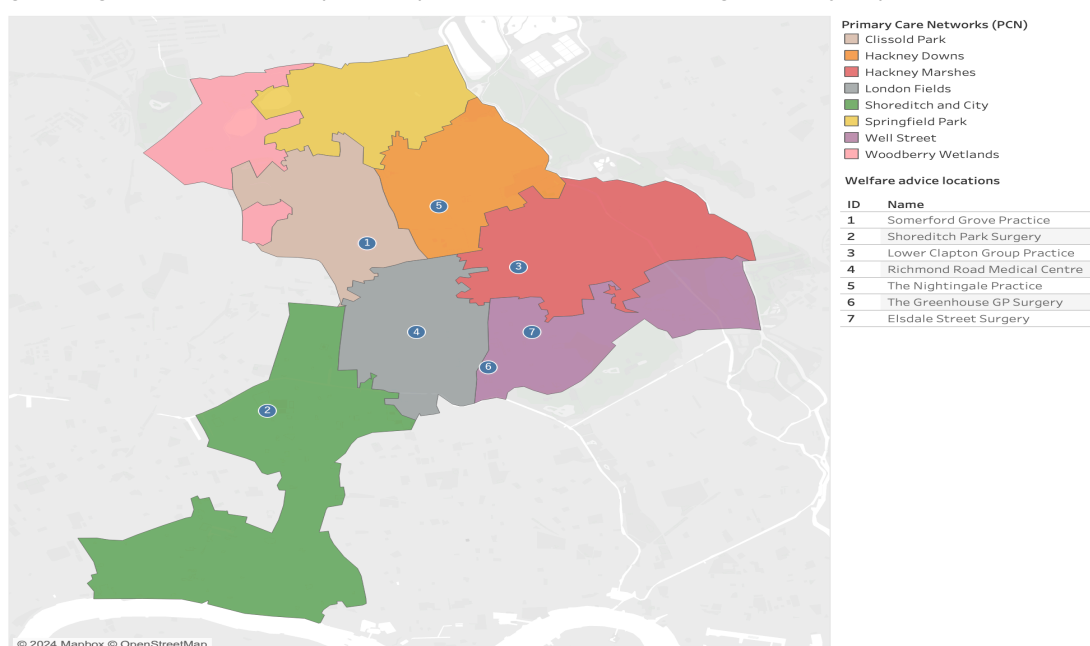 Primary Care Networks (PCN)
Clissold Park
Hackney Downs
Hackney Marshes
London Fields
Shoreditch and City
Springfield Park
Well Street
Woodberry Wetlands
Welfare advice locations
ID Name
1 Somerford Grove Practice
2 Shoreditch Park Surgery
3 Lower Clapton Group Practice
4 Richmond Road Medical Centre
5 The Nightingale Practice
6 The Greenhouse GP Surgery
7 Elsdale Street Surgery
5
1
3
4
7
6
2
© 2024 Mapbox © OpenStreetMap